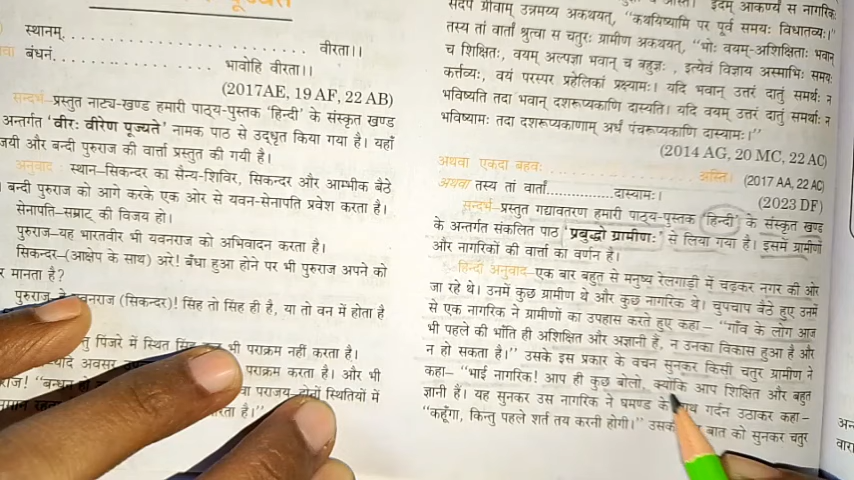 पूज्यते
स्थानम्............................................ वीरता।।
बंधनं............................. भावोहि वीरता।।
(2017AE, 19 AF, 22 AB)
सन्दर्भ–प्रस्तुत नाट्य-खण्ड हमारी पाठ्य-पुस्तक 'हिन्दी' के संस्कृत खण्ड
अन्तर्गत 'वीरः वीरेण पूज्यते' नामक पाठ से उद्धृत किया गया है। यहाँ
और बन्दी पुरुराज की वार्त्ता प्रस्तुत की गयी है।
अनुवाद– स्थान–सिकन्दर का सैन्य-शिविर, सिकन्दर और आम्भीक बैठे
बन्दी पुरुराज को आगे करके एक ओर से यवन-सेनापति प्रवेश करता है।
सेनापति–सम्राट् की विजय हो।
पुरुराज–यह भारतवीर भी यवनराज को अभिवादन करता है।
सिकन्दर–(आक्षेप के साथ) अरे! बँधा हुआ होने पर भी पुरुराज अपने को
मानता है?
पुरुराज–यवनराज (सिकन्दर)! सिंह तो सिंह ही है, या तो वन में होता है
पिंजरे में स्थित सिंह भी पराक्रम नहीं करता है।
अवसर पराक्रम करता है। और भी
पराजय–दोनों स्थितियों में
ग्रीवाम् उन्नमय्य अकथयत्, "कथयिष्यामि परं पूर्वं समयः विधातव्यः।"
तस्य तां वार्तां श्रुत्वा स चतुरः ग्रामीणः अकथयत्, "भोः वयम्-अशिक्षिताः भवान्
च शिक्षितः, वयम् अल्पज्ञा भवान् च बहुज्ञः, इत्येवं विज्ञाय अस्माभिः समयः
कर्त्तव्यः, वयं परस्परं प्रहेलिकां प्रक्ष्यामः। यदि भवान् उत्तरं दातुं समर्थः न
भविष्यति तदा भवान् दशरूप्यकाणि दास्यति। यदि वयम् उत्तरं दातुं समर्थाः न
भविष्यामः तदा दशरूप्यकाणाम् अर्धं पंचरूप्यकाणि दास्यामः।"
(2014 AG, 20 MC, 22 AC)
अथवा एकदा बहवः............................ अस्ति। (2017 AA, 22 AC)
अथवा तस्य तां वार्तां................दास्यामः। (2023 DF)
सन्दर्भ–प्रस्तुत गद्यावतरण हमारी पाठ्य-पुस्तक 'हिन्दी' के संस्कृत खण्ड
के अन्तर्गत संकलित पाठ 'प्रबुद्धो ग्रामीणः' से लिया गया है। इसमें ग्रामीणों
और नागरिकों की वार्ता का वर्णन है।
हिन्दी अनुवाद–एक बार बहुत से मनुष्य रेलगाड़ी में चढ़कर नगर की ओर
जा रहे थे। उनमें कुछ ग्रामीण थे और कुछ नागरिक थे। चुपचाप बैठे हुए उनमें
से एक नागरिक ने ग्रामीणों का उपहास करते हुए कहा– "गाँव के लोग आज
भी पहले की भाँति ही अशिक्षित और अज्ञानी हैं, न उनका विकास हुआ है और
न हो सकता है।" उसके इस प्रकार के वचन सुनकर किसी चतुर ग्रामीण ने
कहा– "भाई नागरिक! आप ही कुछ बोलो, क्योंकि आप शिक्षित और बहुत
ज्ञानी हैं। यह सुनकर उस नागरिक ने घमण्ड के साथ गर्दन उठाकर कहा–
"कहूँगा, किन्तु पहले शर्त तय करनी होगी।" उसकी बात को सुनकर चतुर